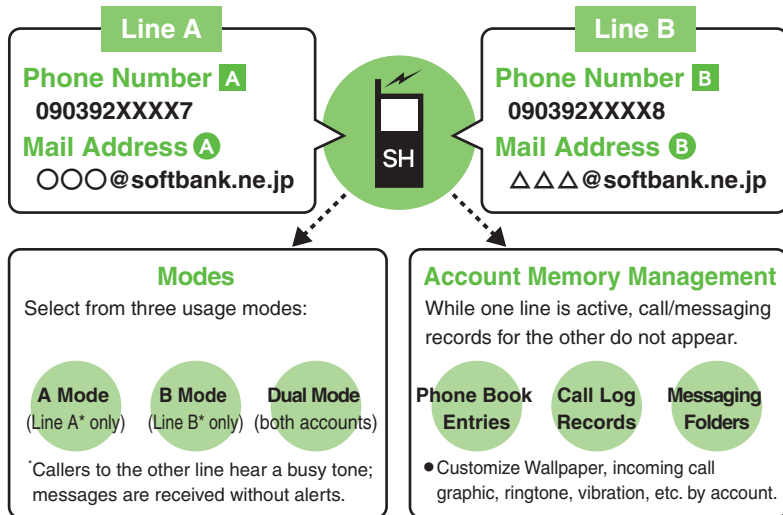 Line A
Phone Number A
090392XXXX7
Mail Address A
○○○@softbank.ne.jp
SH
Line B
Phone Number B
090392XXXX8
Mail Address B
△△△@softbank.ne.jp
Modes
Select from three usage modes:
A Mode
(Line A* only)
B Mode
(Line B* only)
Dual Mode
(both accounts)
*Callers to the other line hear a busy tone;
messages are received without alerts.
Account Memory Management
While one line is active, call/messaging
records for the other do not appear.
Phone Book
Entries
Call Log
Records
Messaging
Folders
●Customize Wallpaper, incoming call
graphic, ringtone, vibration, etc. by account.